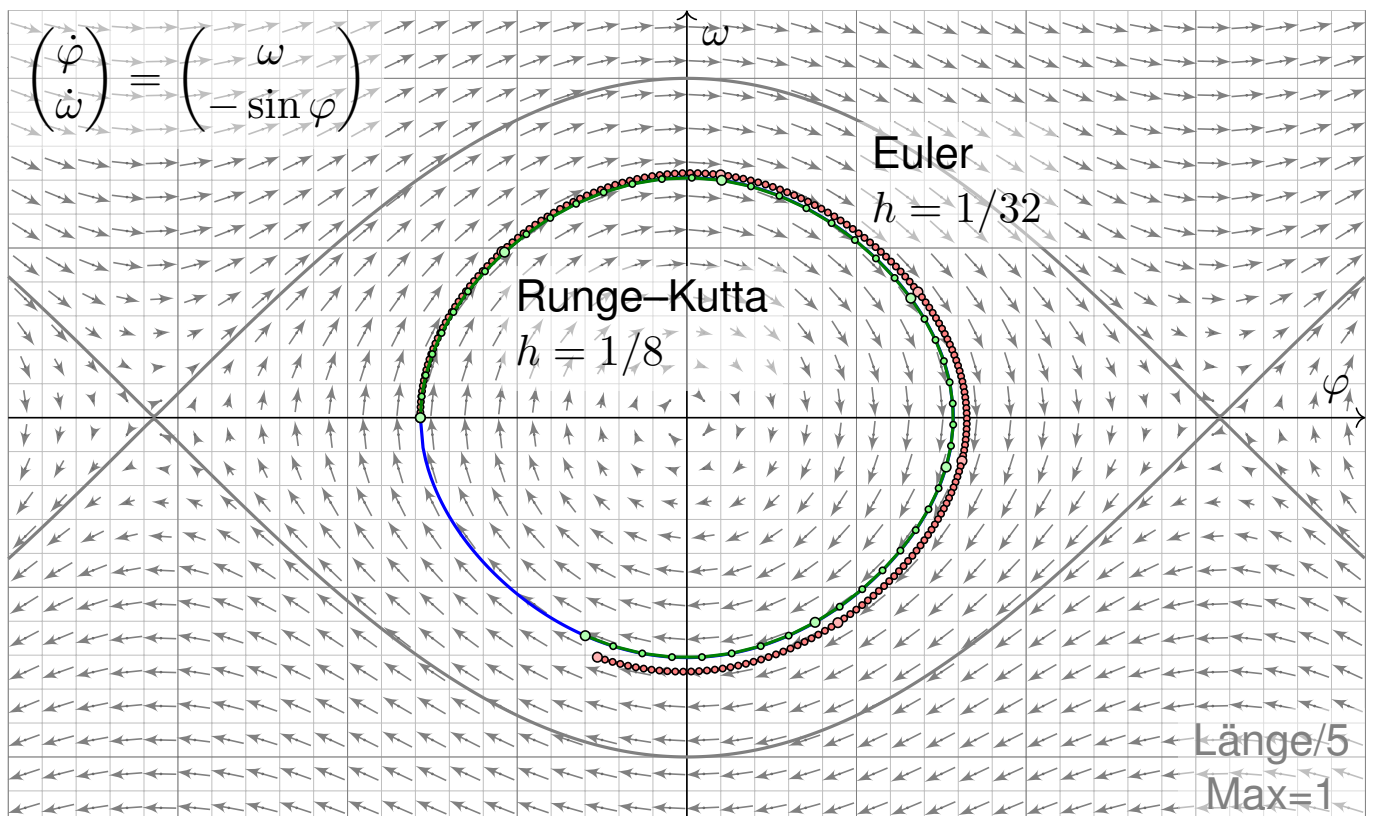 (φ̇ ω̇) = (ω −sin φ)
ω
Euler
h = 1/32
Runge–Kutta
h = 1/8
φ
Länge/5
Max=1